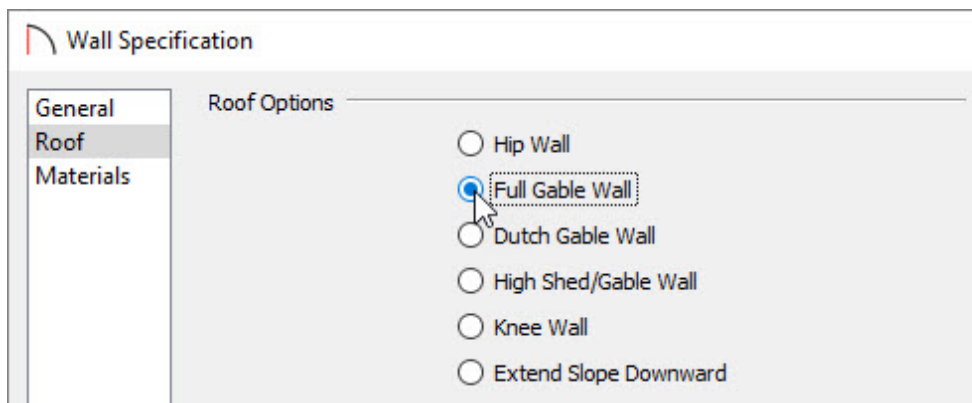 Wall Specification
General
Roof
Materials
Roof Options
Hip Wall
Full Gable Wall
Dutch Gable Wall
High Shed/Gable Wall
Knee Wall
Extend Slope Downward